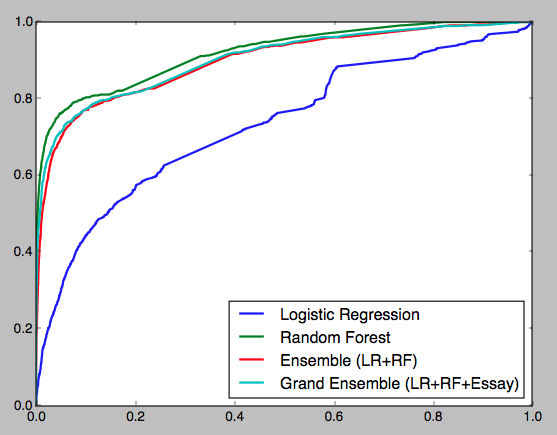 1.0
0.8
0.6
0.4
0.2
0.0
0.0 0.2 0.4 0.6 0.8 1.0
Logistic Regression
Random Forest
Ensemble (LR+RF)
Grand Ensemble (LR+RF+Essay)